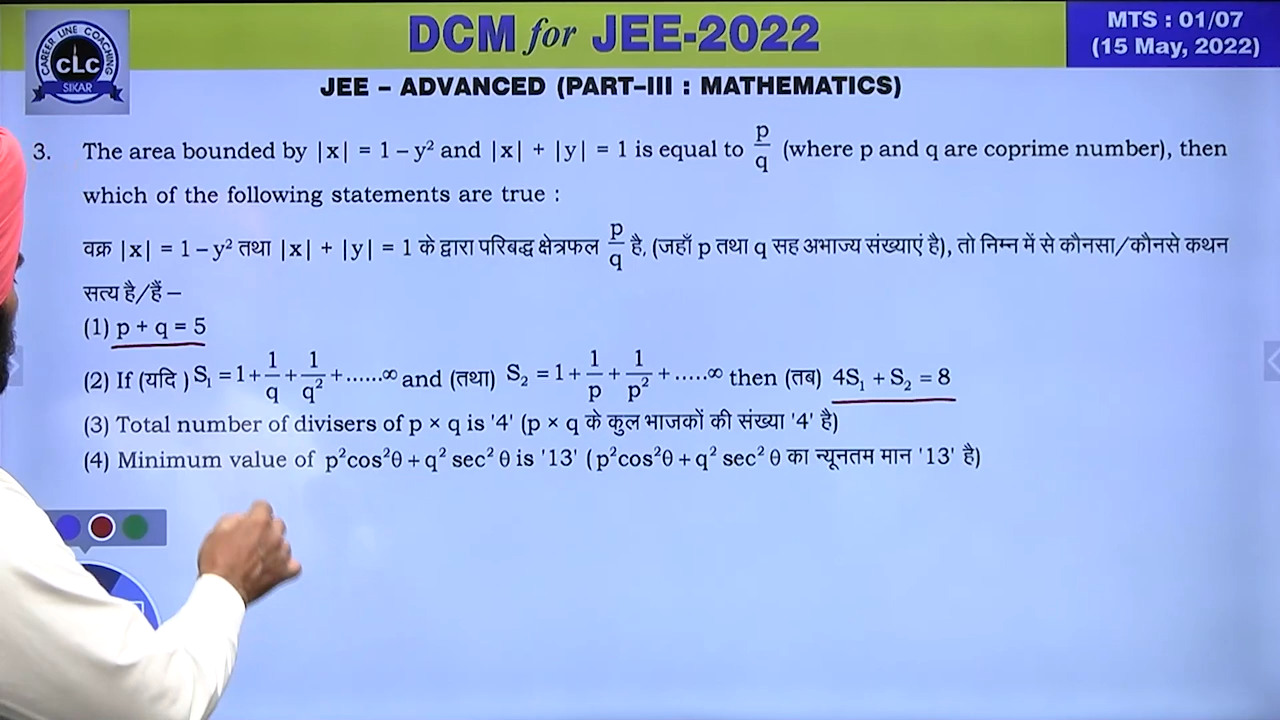 DCM for JEE-2022
MTS : 01/07
(15 May, 2022)
CAREER LINE COACHING
CLC
SIKAR
JEE – ADVANCED (PART–III : MATHEMATICS)
3. The area bounded by |x| = 1 – y² and |x| + |y| = 1 is equal to p/q (where p and q are coprime number), then
which of the following statements are true :
वक्र |x| = 1 – y² तथा |x| + |y| = 1 के द्वारा परिबद्ध क्षेत्रफल p/q है, (जहाँ p तथा q सह अभाज्य संख्याएं है), तो निम्न में से कौनसा/कौनसे कथन
सत्य है/हैं –
(1) p + q = 5
(2) If (यदि ) S₁ = 1 + 1/q + 1/q² + ......∞ and (तथा) S₂ = 1 + 1/p + 1/p² + .....∞ then (तब) 4S₁ + S₂ = 8
(3) Total number of divisers of p × q is '4' (p × q के कुल भाजकों की संख्या '4' है)
(4) Minimum value of p²cos²θ + q² sec² θ is '13' ( p²cos²θ + q² sec² θ का न्यूनतम मान '13' है)